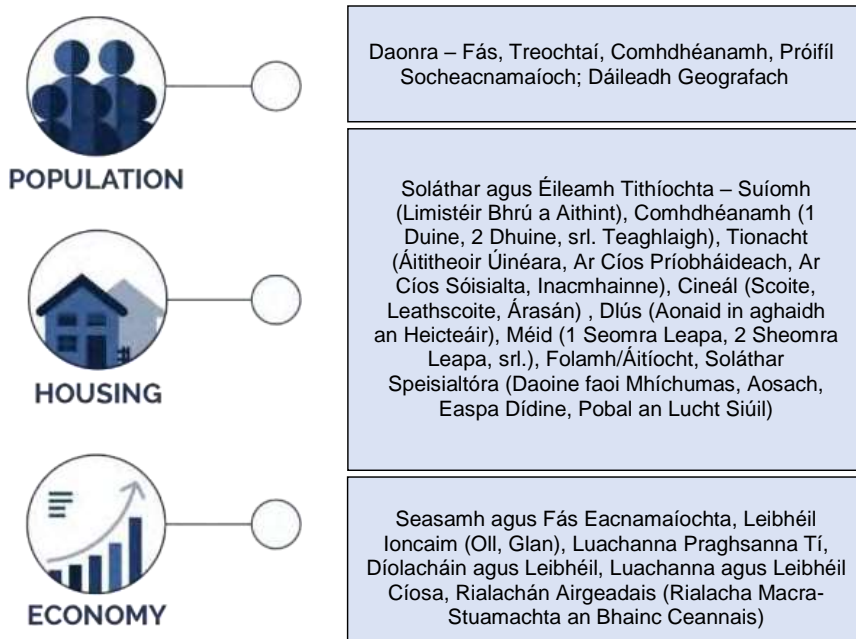 Daonra – Fás, Treochtaí, Comhdhéanamh, Próifíl
Socheacnamaíoch; Dáileadh Geografach
POPULATION
Soláthar agus Éileamh Tithíochta – Suíomh
(Limistéir Bhrú a Aithint), Comhdhéanamh (1
Duine, 2 Dhuine, srl. Teaghlaigh), Tionacht
(Áititheoir Úinéara, Ar Cíos Príobháideach, Ar
Cíos Sóisialta, Inacmhainne), Cineál (Scoite,
Leathscoite, Árasán) , Dlús (Aonaid in aghaidh
an Heicteáir), Méid (1 Seomra Leapa, 2 Sheomra
Leapa, srl.), Folamh/Áitíocht, Soláthar
Speisialtóra (Daoine faoi Mhíchumas, Aosach,
Easpa Dídine, Pobal an Lucht Siúil)
HOUSING
Seasamh agus Fás Eacnamaíochta, Leibhéil
Ioncaim (Oll, Glan), Luachanna Praghsanna Tí,
Díolacháin agus Leibhéil, Luachanna agus Leibhéil
Cíosa, Rialachán Airgeadais (Rialacha Macra-
Stuamachta an Bhainc Ceannais)
ECONOMY